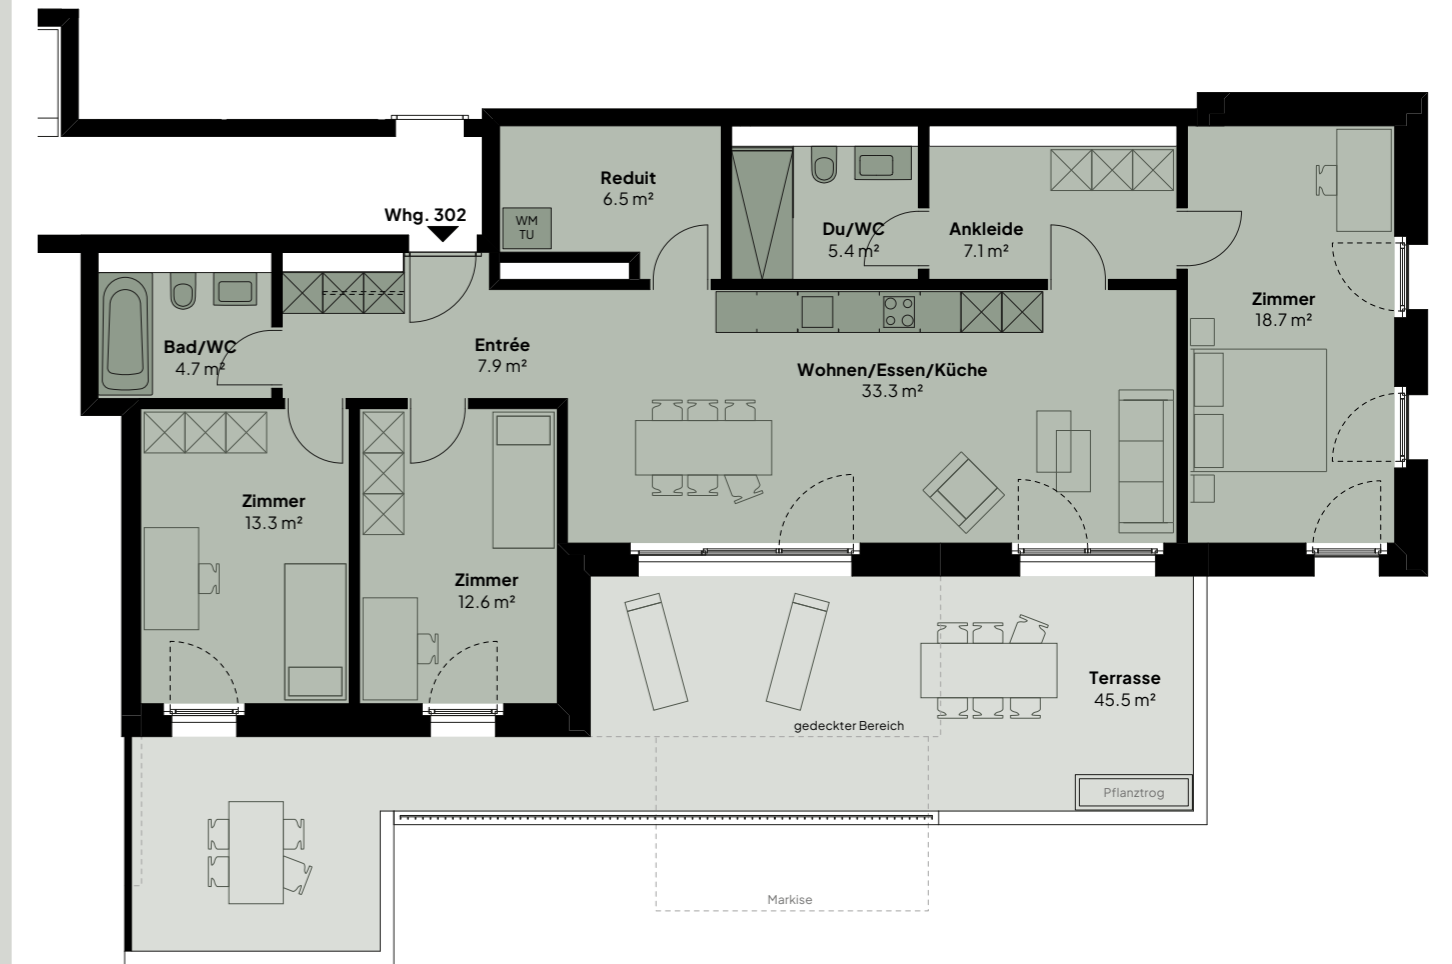 Whg. 302
Reduit
6.5 m²
WM
TU
Du/WC
5.4 m²
Ankleide
7.1 m²
Zimmer
18.7 m²
Bad/WC
4.7 m²
Entrée
7.9 m²
Wohnen/Essen/Küche
33.3 m²
Zimmer
13.3 m²
Zimmer
12.6 m²
Terrasse
45.5 m²
gedeckter Bereich
Pflanztrog
Markise